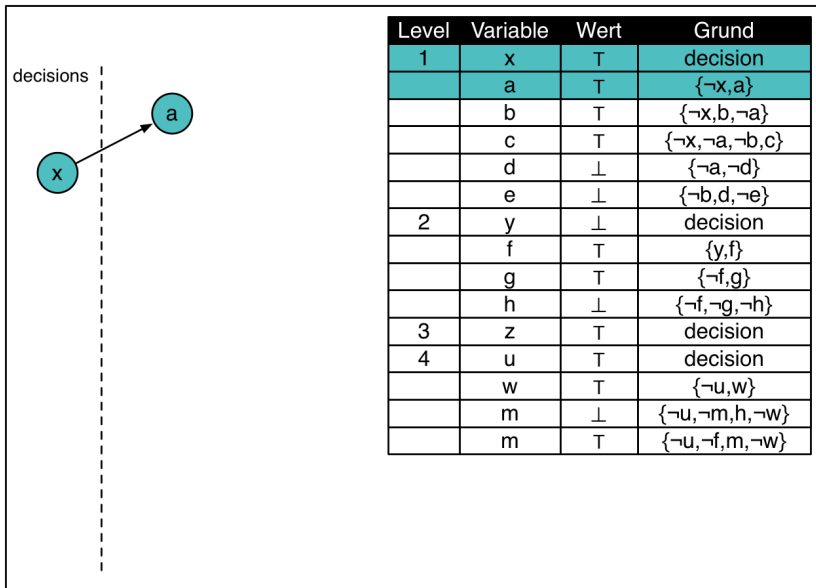 decisions
a
x
Level Variable Wert Grund
1 x ⊤ decision
a ⊤ {¬x,a}
b ⊤ {¬x,b,¬a}
c ⊤ {¬x,¬a,¬b,c}
d ⊥ {¬a,¬d}
e ⊥ {¬b,d,¬e}
2 y ⊥ decision
f ⊤ {y,f}
g ⊤ {¬f,g}
h ⊥ {¬f,¬g,¬h}
3 z ⊤ decision
4 u ⊤ decision
w ⊤ {¬u,w}
m ⊥ {¬u,¬m,h,¬w}
m ⊤ {¬u,¬f,m,¬w}